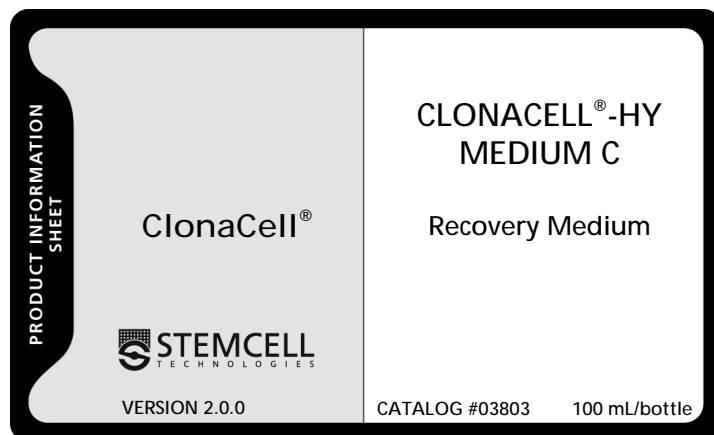 PRODUCT INFORMATION
SHEET
ClonaCell®
STEMCELL
TECHNOLOGIES
VERSION 2.0.0
CLONACELL®-HY
MEDIUM C
Recovery Medium
CATALOG #03803 100 mL/bottle